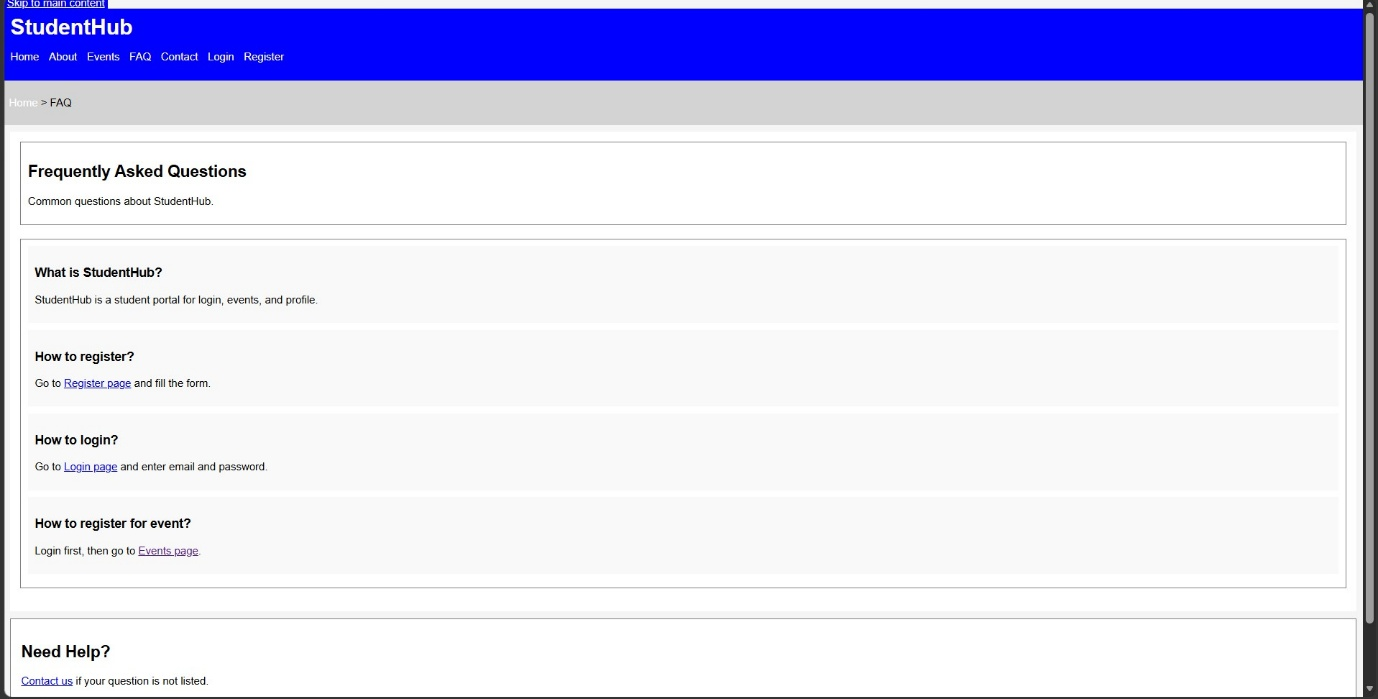 Skip to main content
StudentHub
Home About Events FAQ Contact Login Register
Home > FAQ
Frequently Asked Questions
Common questions about StudentHub.
What is StudentHub?
StudentHub is a student portal for login, events, and profile.
How to register?
Go to Register page and fill the form.
How to login?
Go to Login page and enter email and password.
How to register for event?
Login first, then go to Events page.
Need Help?
Contact us if your question is not listed.